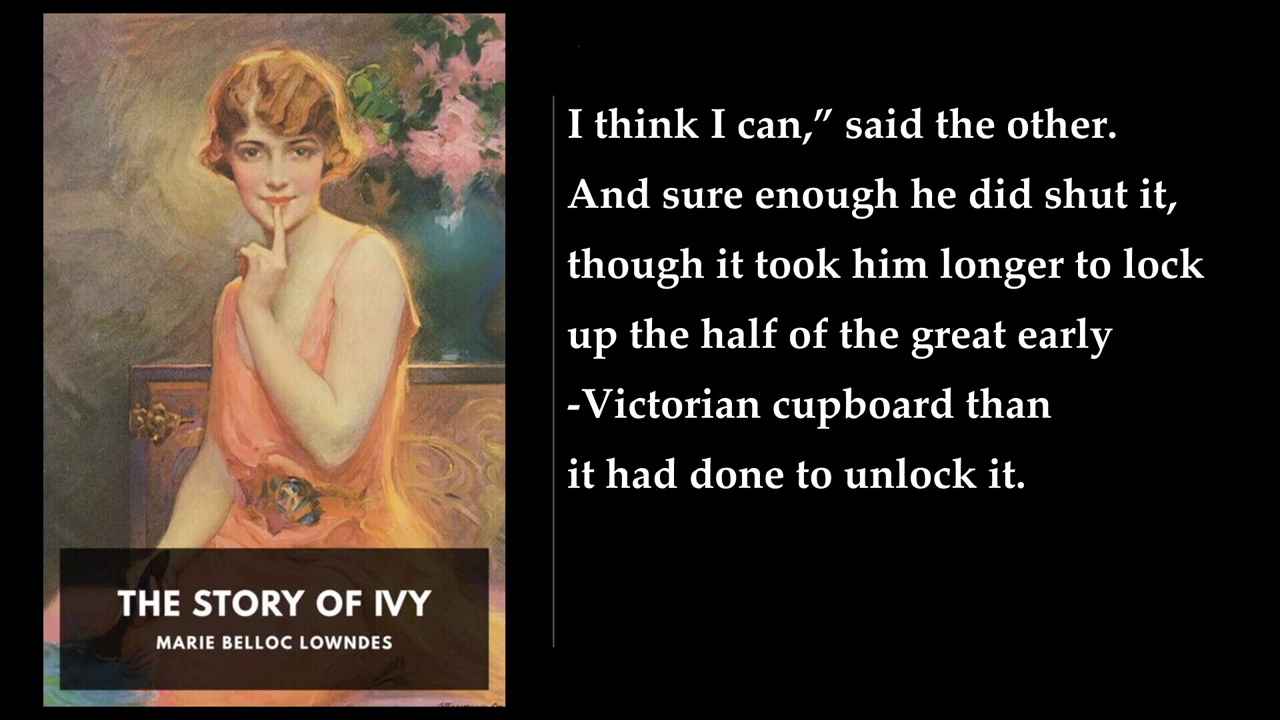 I think I can,” said the other.
And sure enough he did shut it,
though it took him longer to lock
up the half of the great early
-Victorian cupboard than
it had done to unlock it.
THE STORY OF IVY
MARIE BELLOC LOWNDES